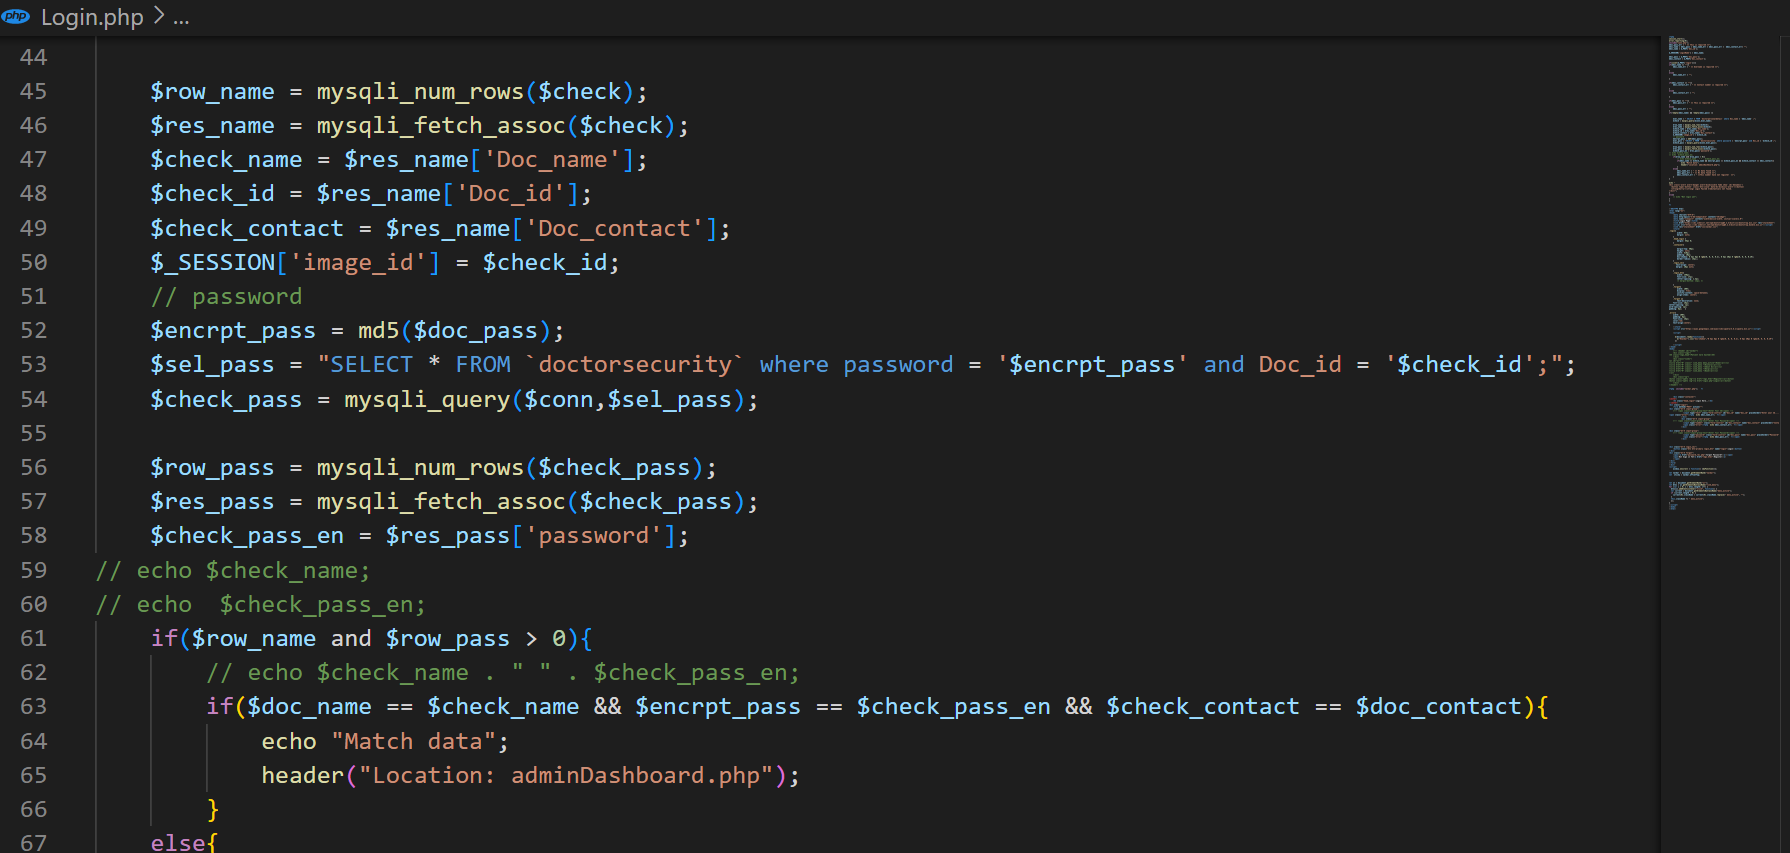 php Login.php > ...
44
45 $row_name = mysqli_num_rows($check);
46 $res_name = mysqli_fetch_assoc($check);
47 $check_name = $res_name['Doc_name'];
48 $check_id = $res_name['Doc_id'];
49 $check_contact = $res_name['Doc_contact'];
50 $_SESSION['image_id'] = $check_id;
51 // password
52 $encrpt_pass = md5($doc_pass);
53 $sel_pass = "SELECT * FROM `doctorsecurity` where password = '$encrpt_pass' and Doc_id = '$check_id';";
54 $check_pass = mysqli_query($conn,$sel_pass);
55
56 $row_pass = mysqli_num_rows($check_pass);
57 $res_pass = mysqli_fetch_assoc($check_pass);
58 $check_pass_en = $res_pass['password'];
59 // echo $check_name;
60 // echo  $check_pass_en;
61 if($row_name and $row_pass > 0){
62 // echo $check_name . " " . $check_pass_en;
63 if($doc_name == $check_name && $encrpt_pass == $check_pass_en && $check_contact == $doc_contact){
64 echo "Match data";
65 header("Location: adminDashboard.php");
66 }
67 else{